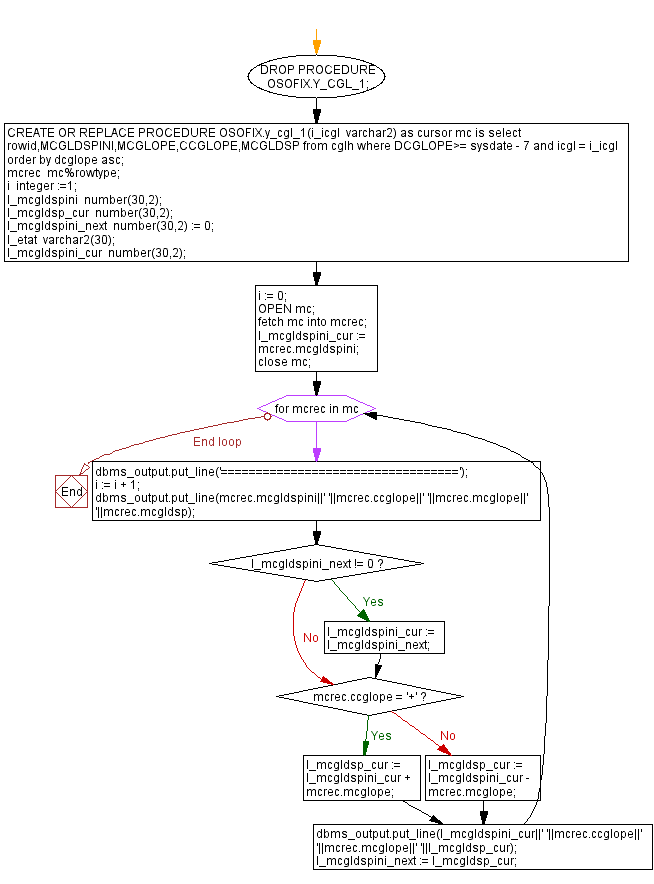 DROP PROCEDURE
OSOFIX.Y_CGL_1;
CREATE OR REPLACE PROCEDURE OSOFIX.y_cgl_1(i_icgl varchar2) as cursor mc is select
rowid,MCGLDSPINI,MCGLOPE,CCGLOPE,MCGLDSP from cglh where DCGLOPE>= sysdate - 7 and icgl = i_icgl
order by dcglope asc;
mcrec mc%rowtype;
i integer :=1;
l_mcgldspini number(30,2);
l_mcgldsp_cur number(30,2);
l_mcgldspini_next number(30,2) := 0;
l_etat varchar2(30);
l_mcgldspini_cur number(30,2);
i := 0;
OPEN mc;
fetch mc into mcrec;
l_mcgldspini_cur :=
mcrec.mcgldspini;
close mc;
for mcrec in mc
End loop
End
dbms_output.put_line('==================================');
i := i + 1;
dbms_output.put_line(mcrec.mcgldspini||' '||mcrec.ccglope||' '||mcrec.mcglope||'
'||mcrec.mcgldsp);
l_mcgldspini_next != 0 ?
Yes
No
l_mcgldspini_cur :=
l_mcgldspini_next;
mcrec.ccglope = '+' ?
Yes
No
l_mcgldsp_cur :=
l_mcgldspini_cur +
mcrec.mcglope;
l_mcgldsp_cur :=
l_mcgldspini_cur -
mcrec.mcglope;
dbms_output.put_line(l_mcgldspini_cur||' '||mcrec.ccglope||'
'||mcrec.mcglope||' '||l_mcgldsp_cur);
l_mcgldspini_next := l_mcgldsp_cur;